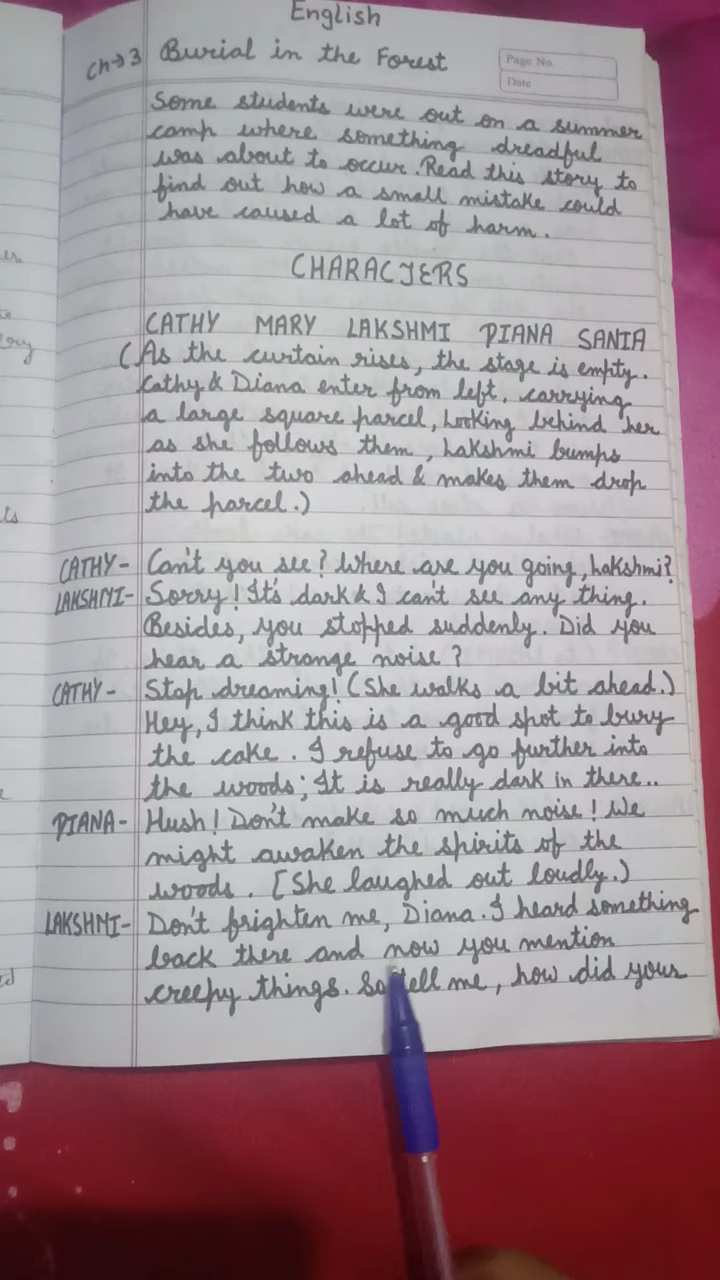 English
Ch→3 Burial in the Forest
Page No.
Date
Some students were out on a summer
camp where something dreadful
was about to occur. Read this story to
find out how a small mistake could
have caused a lot of harm.
CHARACTERS
CATHY MARY LAKSHMI DIANA SANIA
(As the curtain rises, the stage is empty.
Cathy & Diana enter from left, carrying
a large square parcel, Looking behind her
as she follows them, Lakshmi bumps
into the two ahead & makes them drop
the parcel.)
CATHY- Can't you see? Where are you going, Lakshmi?
LAKSHMI- Sorry! It's dark & I can't see any thing.
Besides, you stopped suddenly. Did you
hear a strange noise?
CATHY- Stop dreaming! (She walks a bit ahead.)
Hey, I think this is a good spot to bury
the cake. I refuse to go further into
the woods; It is really dark in there..
DIANA- Hush! Don't make so much noise! We
might awaken the spirits of the
woods. [She laughed out loudly.)
LAKSHMI- Don't frighten me, Diana. I heard something
back there and now you mention
creepy things. So tell me, how did your